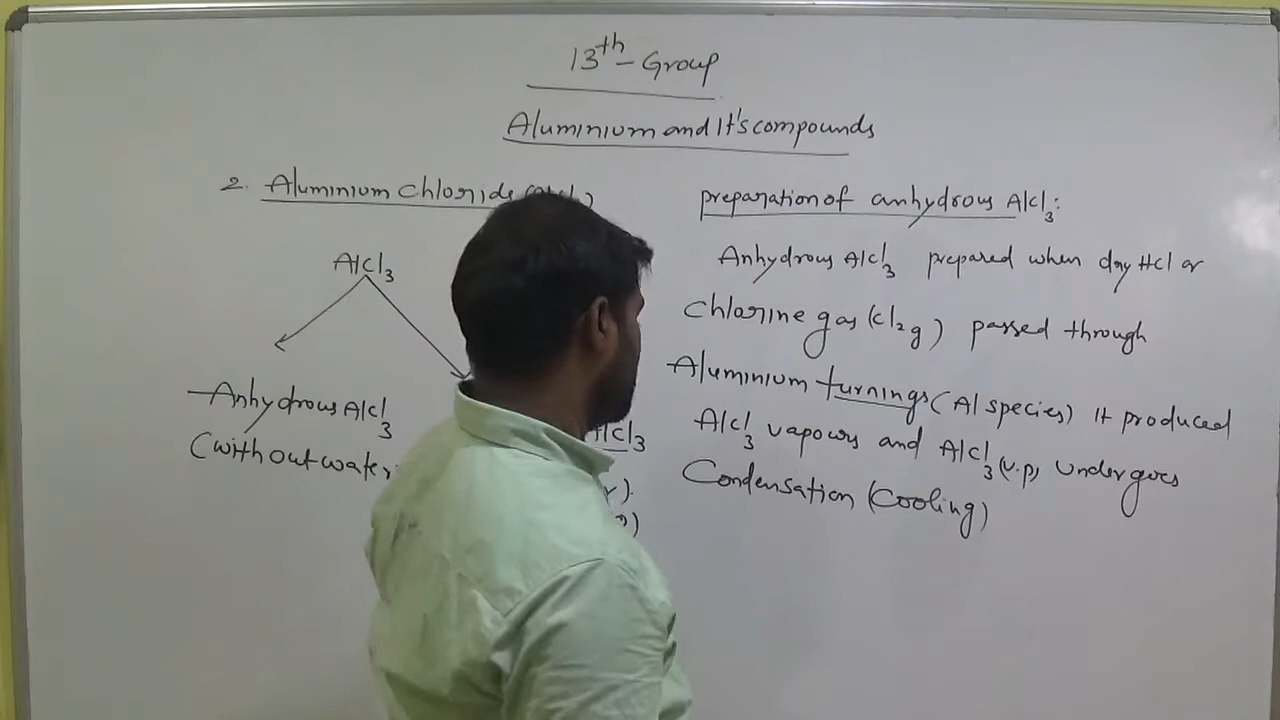 13th - Group
Aluminium and It's compounds
2. Aluminium chloride
AlCl3
Anhydrous AlCl3
(without water
AlCl3
preparation of anhydrous AlCl3:
Anhydrous AlCl3 prepared when dry HCl or
Chlorine gas (Cl2 g) passed through
Aluminium turnings (Al species) It produced
AlCl3 vapours and AlCl3 (v.p) undergoes
Condensation (Cooling)